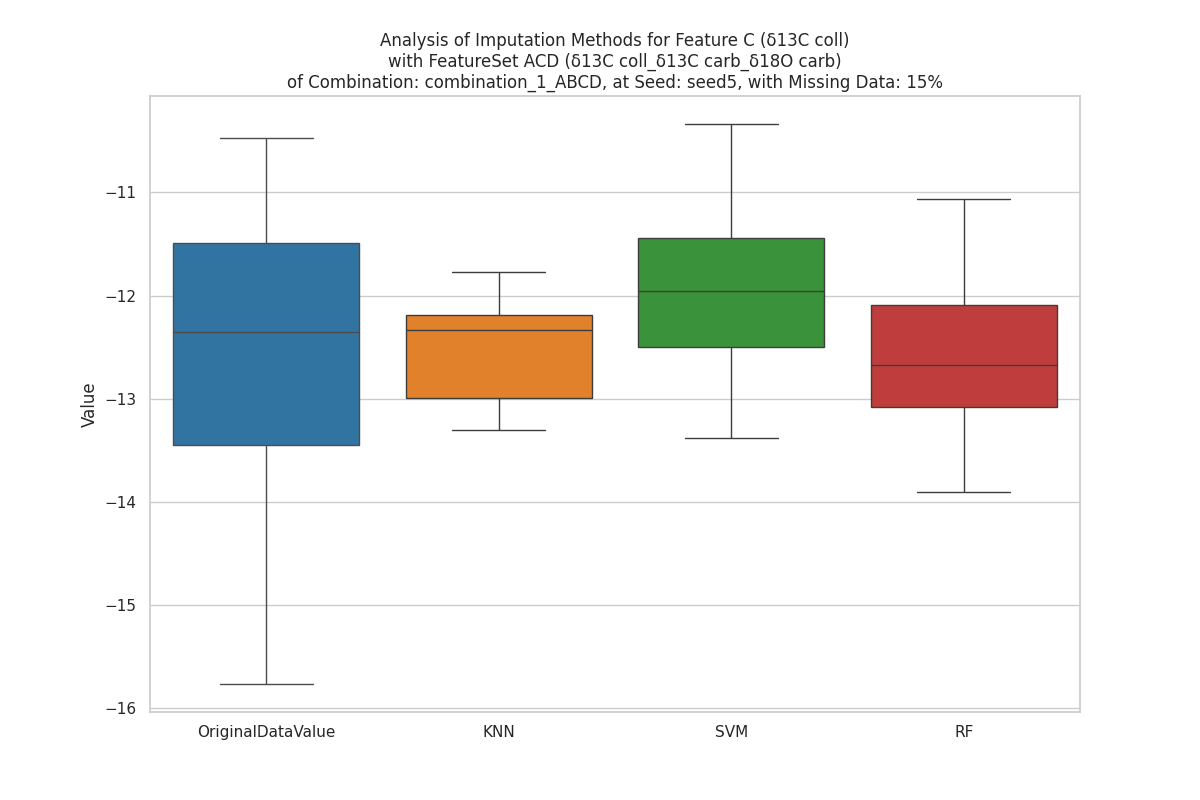 Analysis of Imputation Methods for Feature C (δ13C coll)
with FeatureSet ACD (δ13C coll_δ13C carb_δ18O carb)
of Combination: combination_1_ABCD, at Seed: seed5, with Missing Data: 15%
−11
−12
−13
−14
−15
−16
Value
OriginalDataValue
KNN
SVM
RF